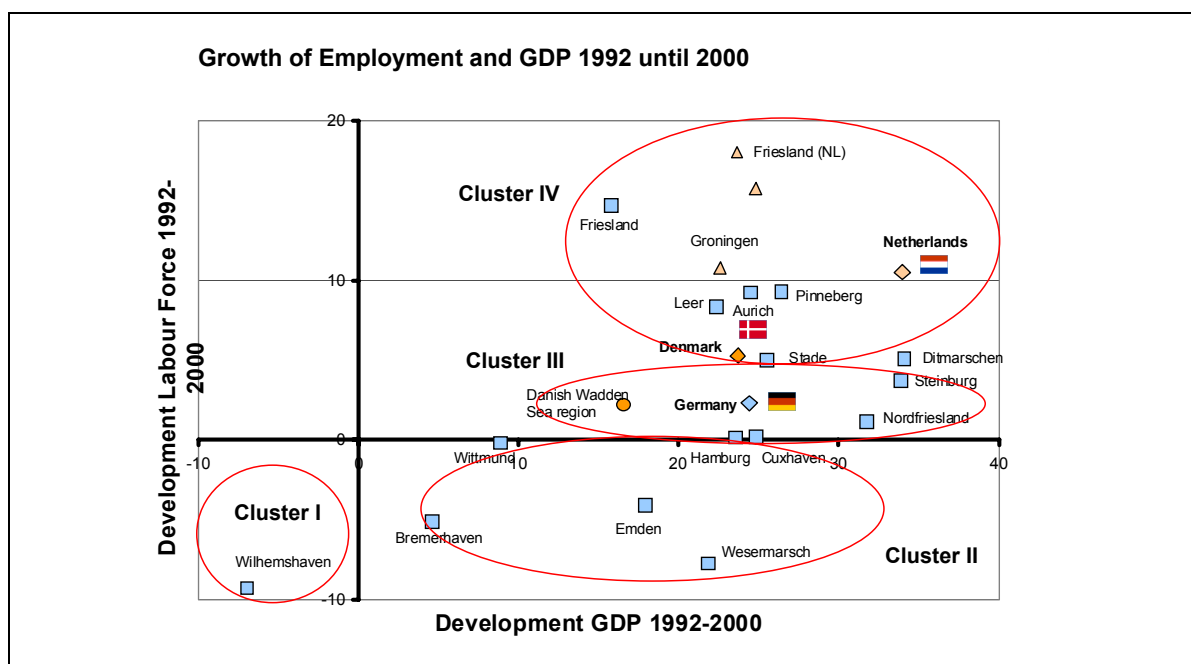 Growth of Employment and GDP 1992 until 2000
Development Labour Force 1992-
2000
20
Friesland (NL)
Cluster IV
Friesland
Groningen
Netherlands
10
Leer
Aurich
Pinneberg
Denmark
Stade
Cluster III
Ditmarschen
Steinburg
Danish Wadden
Sea region
Germany
Nordfriesland
0
Wittmund
Hamburg
Cuxhaven
-10
0
10
20
30
40
Cluster I
Bremerhaven
Emden
Wesermarsch
Cluster II
Wilhemshaven
-10
Development GDP 1992-2000